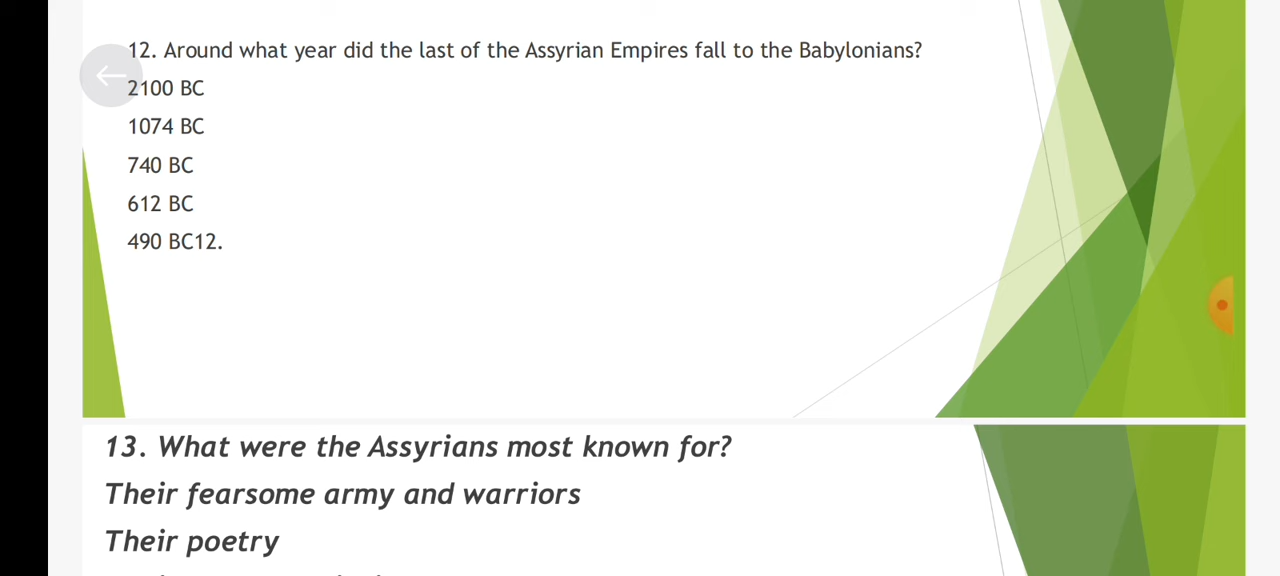 12. Around what year did the last of the Assyrian Empires fall to the Babylonians?
2100 BC
1074 BC
740 BC
612 BC
490 BC12.
13. What were the Assyrians most known for?
Their fearsome army and warriors
Their poetry